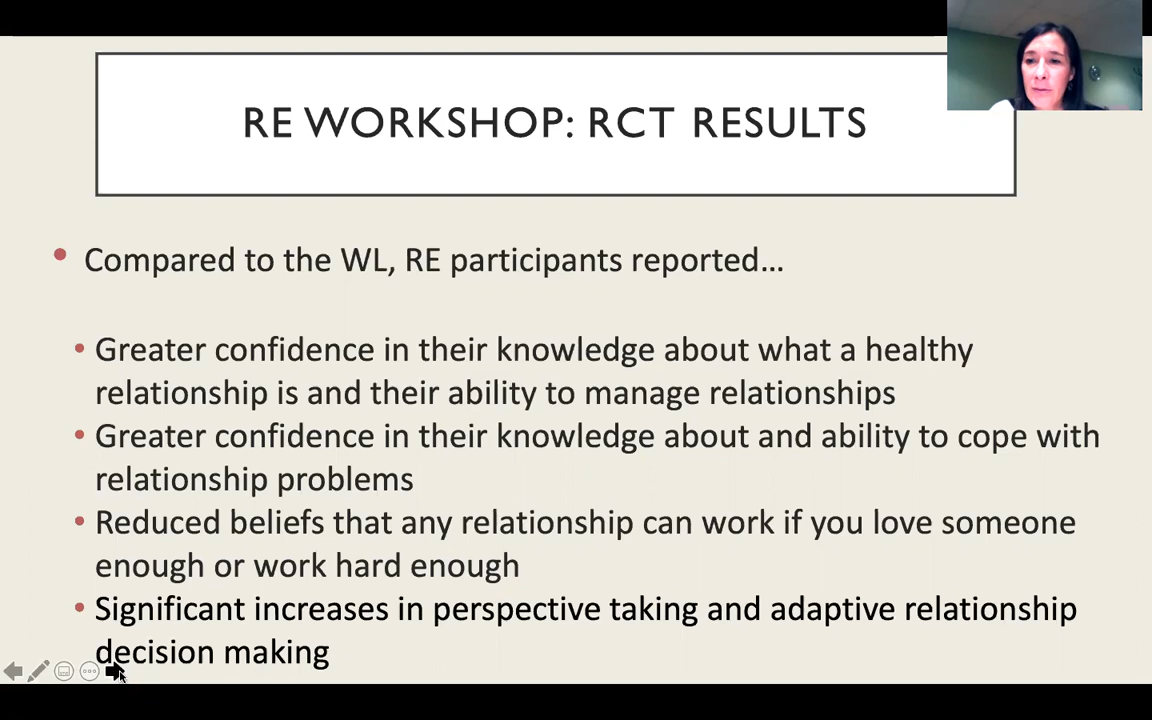 RE WORKSHOP: RCT RESULTS
• Compared to the WL, RE participants reported...
• Greater confidence in their knowledge about what a healthy
relationship is and their ability to manage relationships
• Greater confidence in their knowledge about and ability to cope with
relationship problems
• Reduced beliefs that any relationship can work if you love someone
enough or work hard enough
• Significant increases in perspective taking and adaptive relationship
decision making